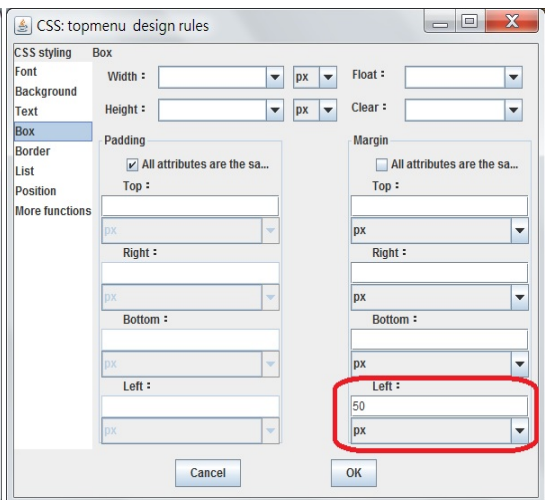 CSS: topmenu design rules
CSS styling Box
Font
Background
Text
Box
Border
List
Position
More functions
Width : px Float :
Height : px Clear :
Padding
All attributes are the sa...
Top :
px
Right :
px
Bottom :
px
Left :
px
Margin
All attributes are the sa...
Top :
px
Right :
px
Bottom :
px
Left :
50
px
Cancel OK